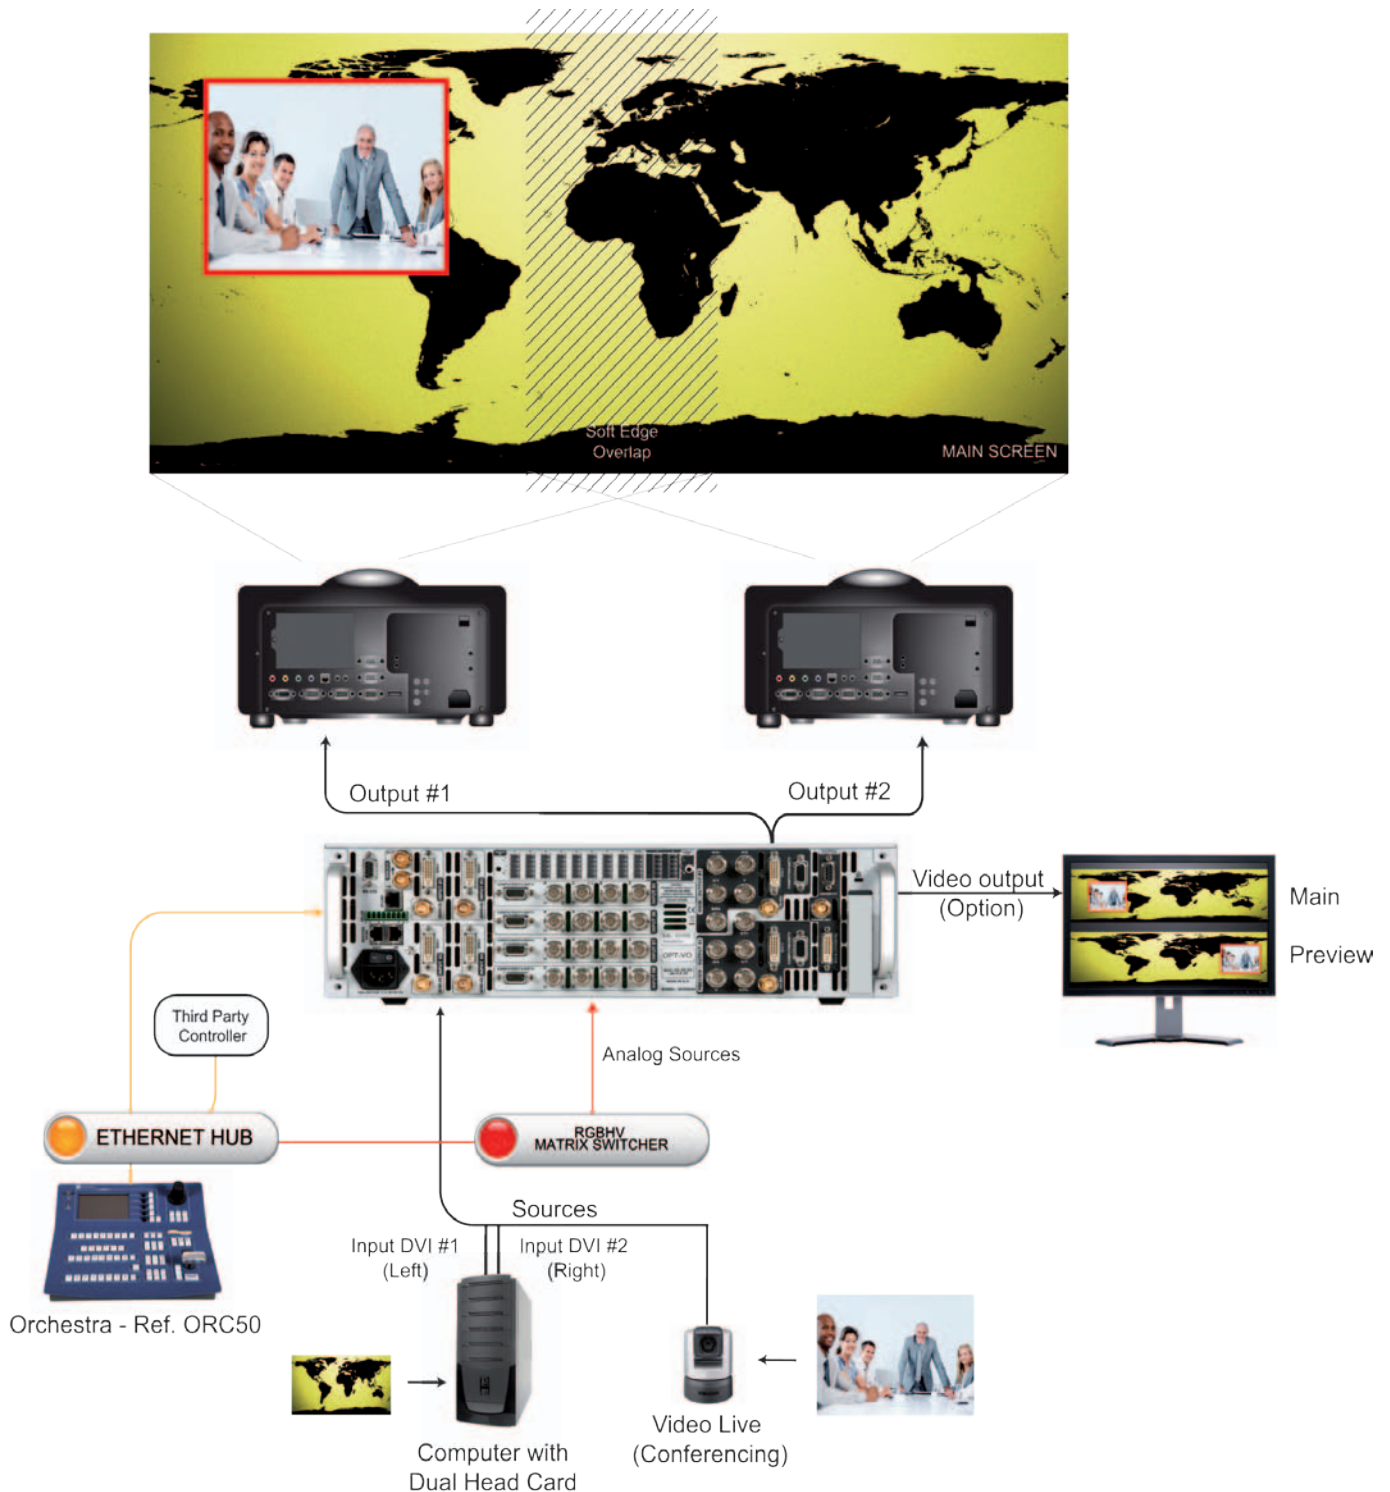 Soft Edge
Overlap
MAIN SCREEN
Output #1
Output #2
Video output
(Option)
Main
Preview
OPT-VO
Third Party
Controller
Analog Sources
ETHERNET HUB
RGBHV
MATRIX SWITCHER
Sources
Input DVI #1
(Left)
Input DVI #2
(Right)
Orchestra - Ref. ORC50
Video Live
(Conferencing)
Computer with
Dual Head Card